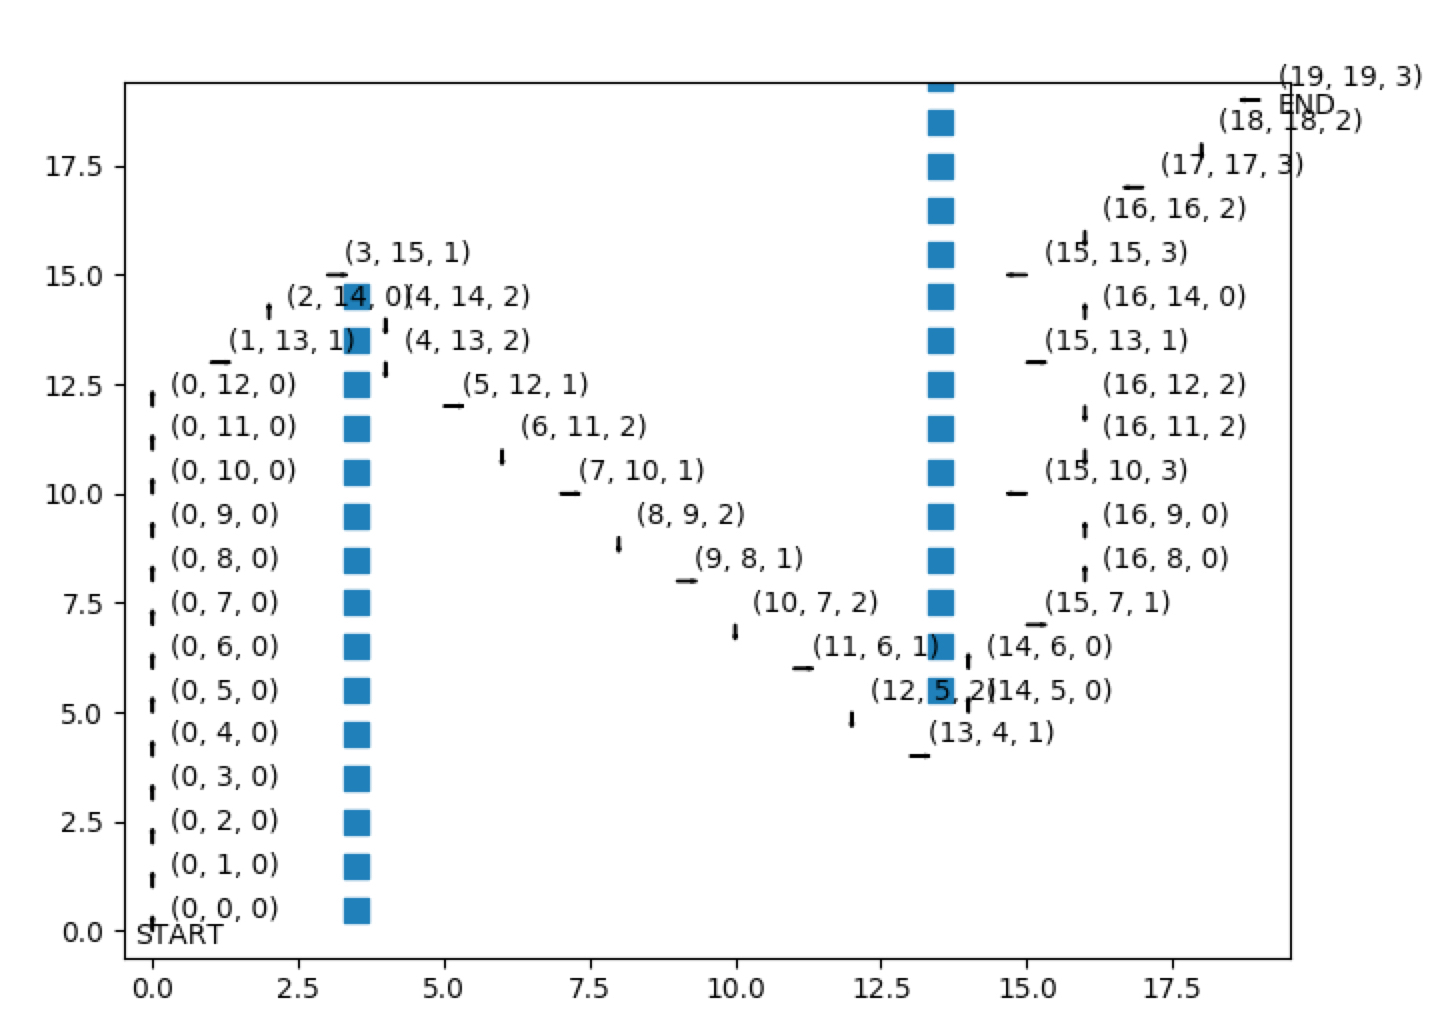 (19, 19, 3)
END
(18, 18, 2)
17.5
(17, 17, 3)
(16, 16, 2)
(3, 15, 1)
(15, 15, 3)
15.0
(2, 14, 0)
(4, 14, 2)
(16, 14, 0)
(1, 13, 1)
(4, 13, 2)
(15, 13, 1)
12.5
(0, 12, 0)
(5, 12, 1)
(16, 12, 2)
(0, 11, 0)
(6, 11, 2)
(16, 11, 2)
(0, 10, 0)
(7, 10, 1)
(15, 10, 3)
10.0
(0, 9, 0)
(8, 9, 2)
(16, 9, 0)
(0, 8, 0)
(9, 8, 1)
(16, 8, 0)
7.5
(0, 7, 0)
(10, 7, 2)
(15, 7, 1)
(0, 6, 0)
(11, 6, 1)
(14, 6, 0)
(0, 5, 0)
(12, 5, 2)
(14, 5, 0)
5.0
(0, 4, 0)
(13, 4, 1)
(0, 3, 0)
2.5
(0, 2, 0)
(0, 1, 0)
(0, 0, 0)
0.0
START
0.0 2.5 5.0 7.5 10.0 12.5 15.0 17.5